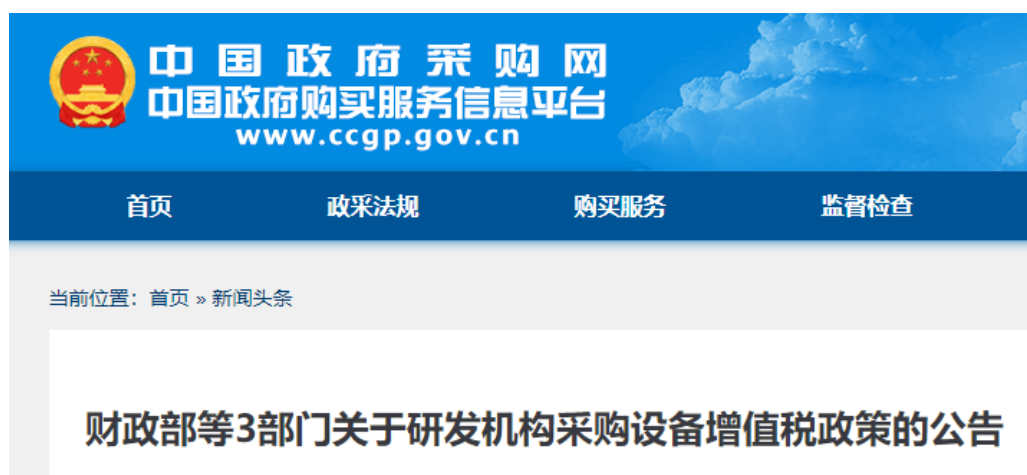 中国政府采购网
中国政府购买服务信息平台
www.ccgp.gov.cn
首页 政采法规 购买服务 监督检查
当前位置：首页 » 新闻头条
财政部等3部门关于研发机构采购设备增值税政策的公告